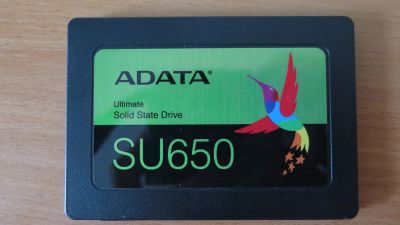 ADATA®
Ultimate
Solid State Drive
SU650